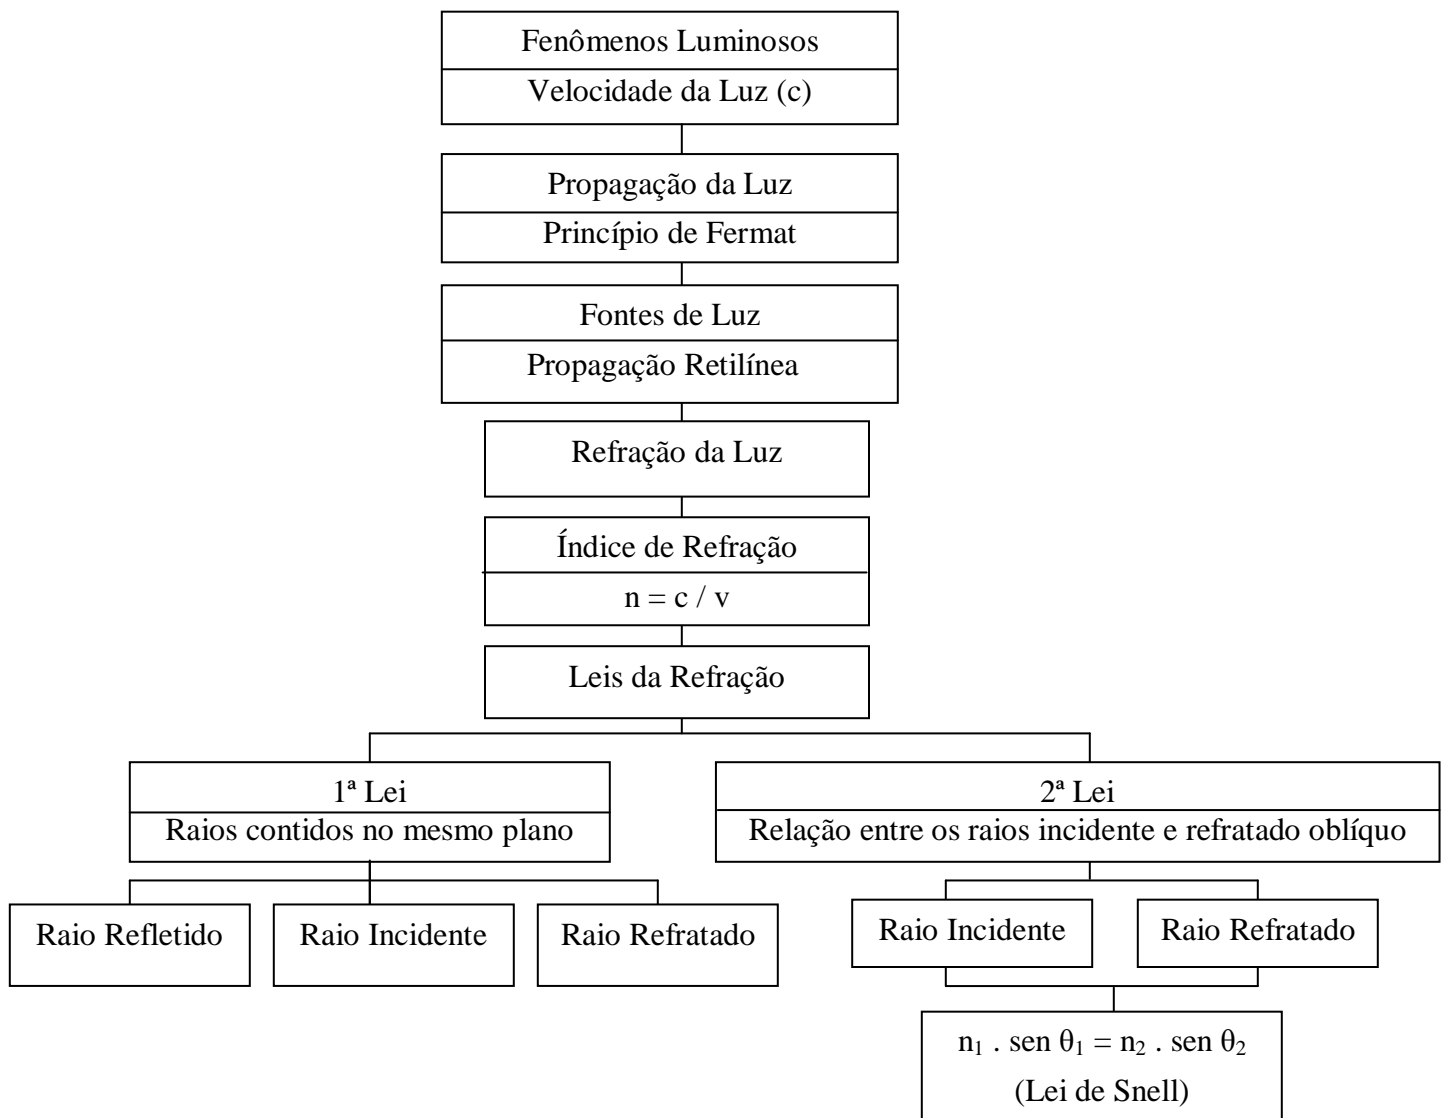 Fenômenos Luminosos
Velocidade da Luz (c)
Propagação da Luz
Princípio de Fermat
Fontes de Luz
Propagação Retilínea
Refração da Luz
Índice de Refração
n = c / v
Leis da Refração
1ª Lei
Raios contidos no mesmo plano
Raio Refletido
Raio Incidente
Raio Refratado
2ª Lei
Relação entre os raios incidente e refratado oblíquo
Raio Incidente
Raio Refratado
n₁ . sen θ₁ = n₂ . sen θ₂
(Lei de Snell)